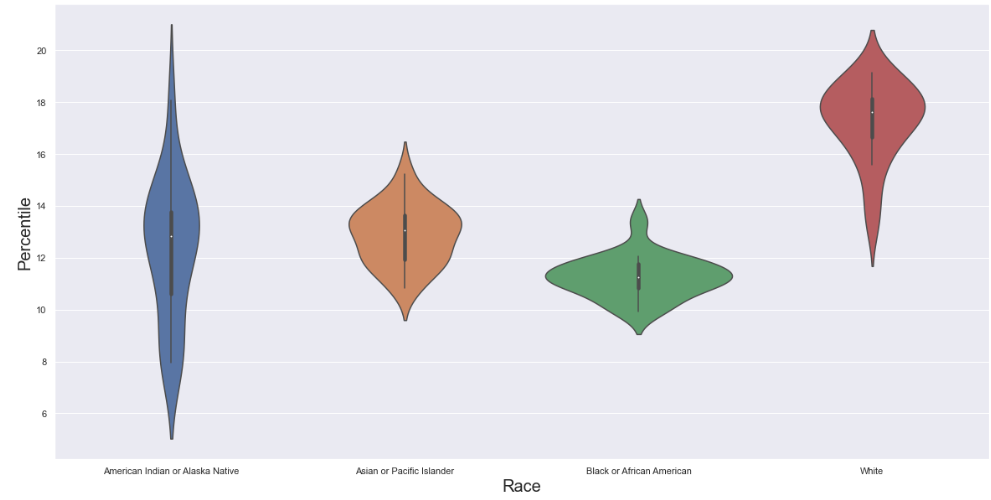 20
18
16
14
12
10
8
6
Percentile
American Indian or Alaska Native
Asian or Pacific Islander
Black or African American
White
Race